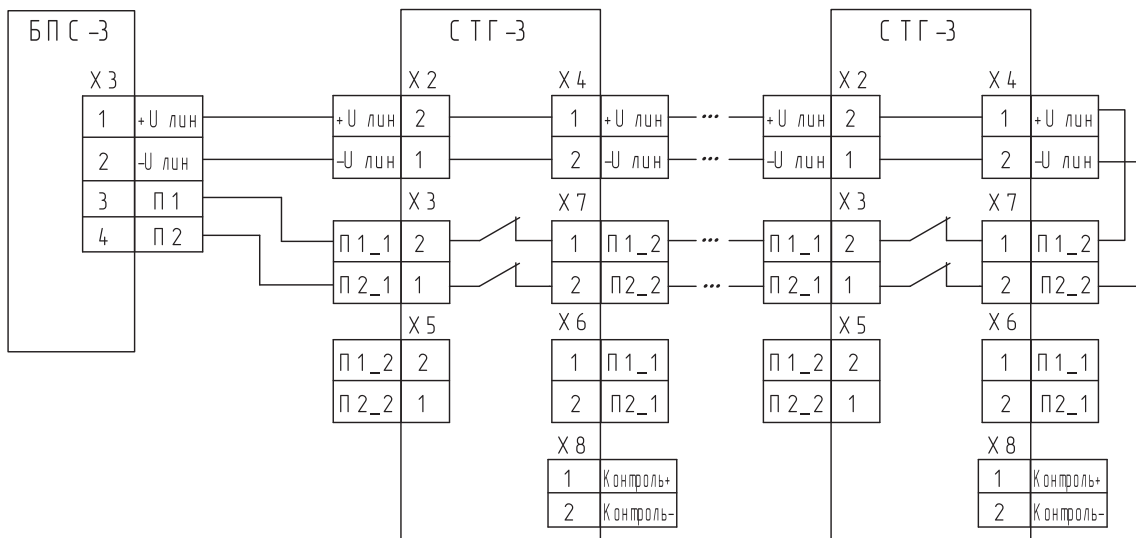 БПС-3 СТГ-3 СТГ-3
Х3 Х2 Х4 Х2 Х4
1 +U лин +U лин 2 1 +U лин ... +U лин 2 1 +U лин
2 -U лин -U лин 1 2 -U лин ... -U лин 1 2 -U лин
3 П1
Х3 Х7 Х3 Х7
4 П2
П1_1 2 1 П1_2 ... П1_1 2 1 П1_2
П2_1 1 2 П2_2 ... П2_1 1 2 П2_2
Х5 Х6 Х5 Х6
П1_2 2 1 П1_1 П1_2 2 1 П1_1
П2_2 1 2 П2_1 П2_2 1 2 П2_1
Х8 Х8
1 Контроль+ 1 Контроль+
2 Контроль- 2 Контроль-